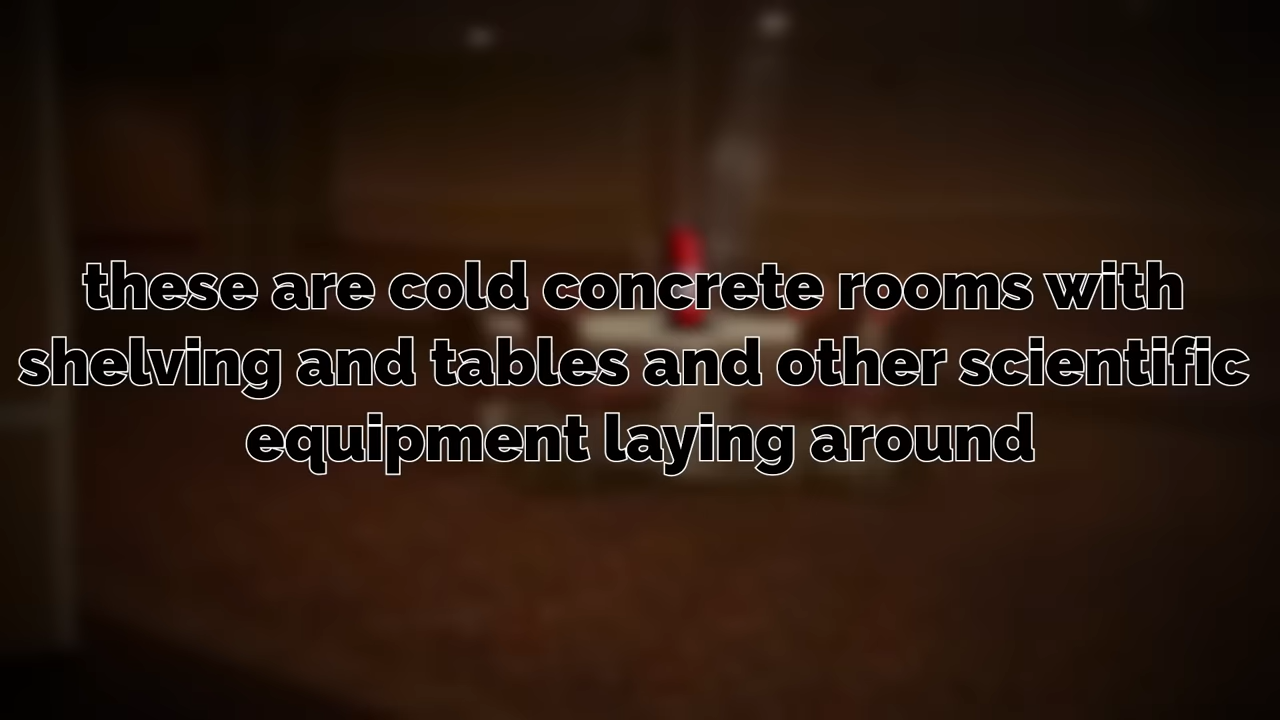 these are cold concrete rooms with
shelving and tables and other scientific
equipment laying around